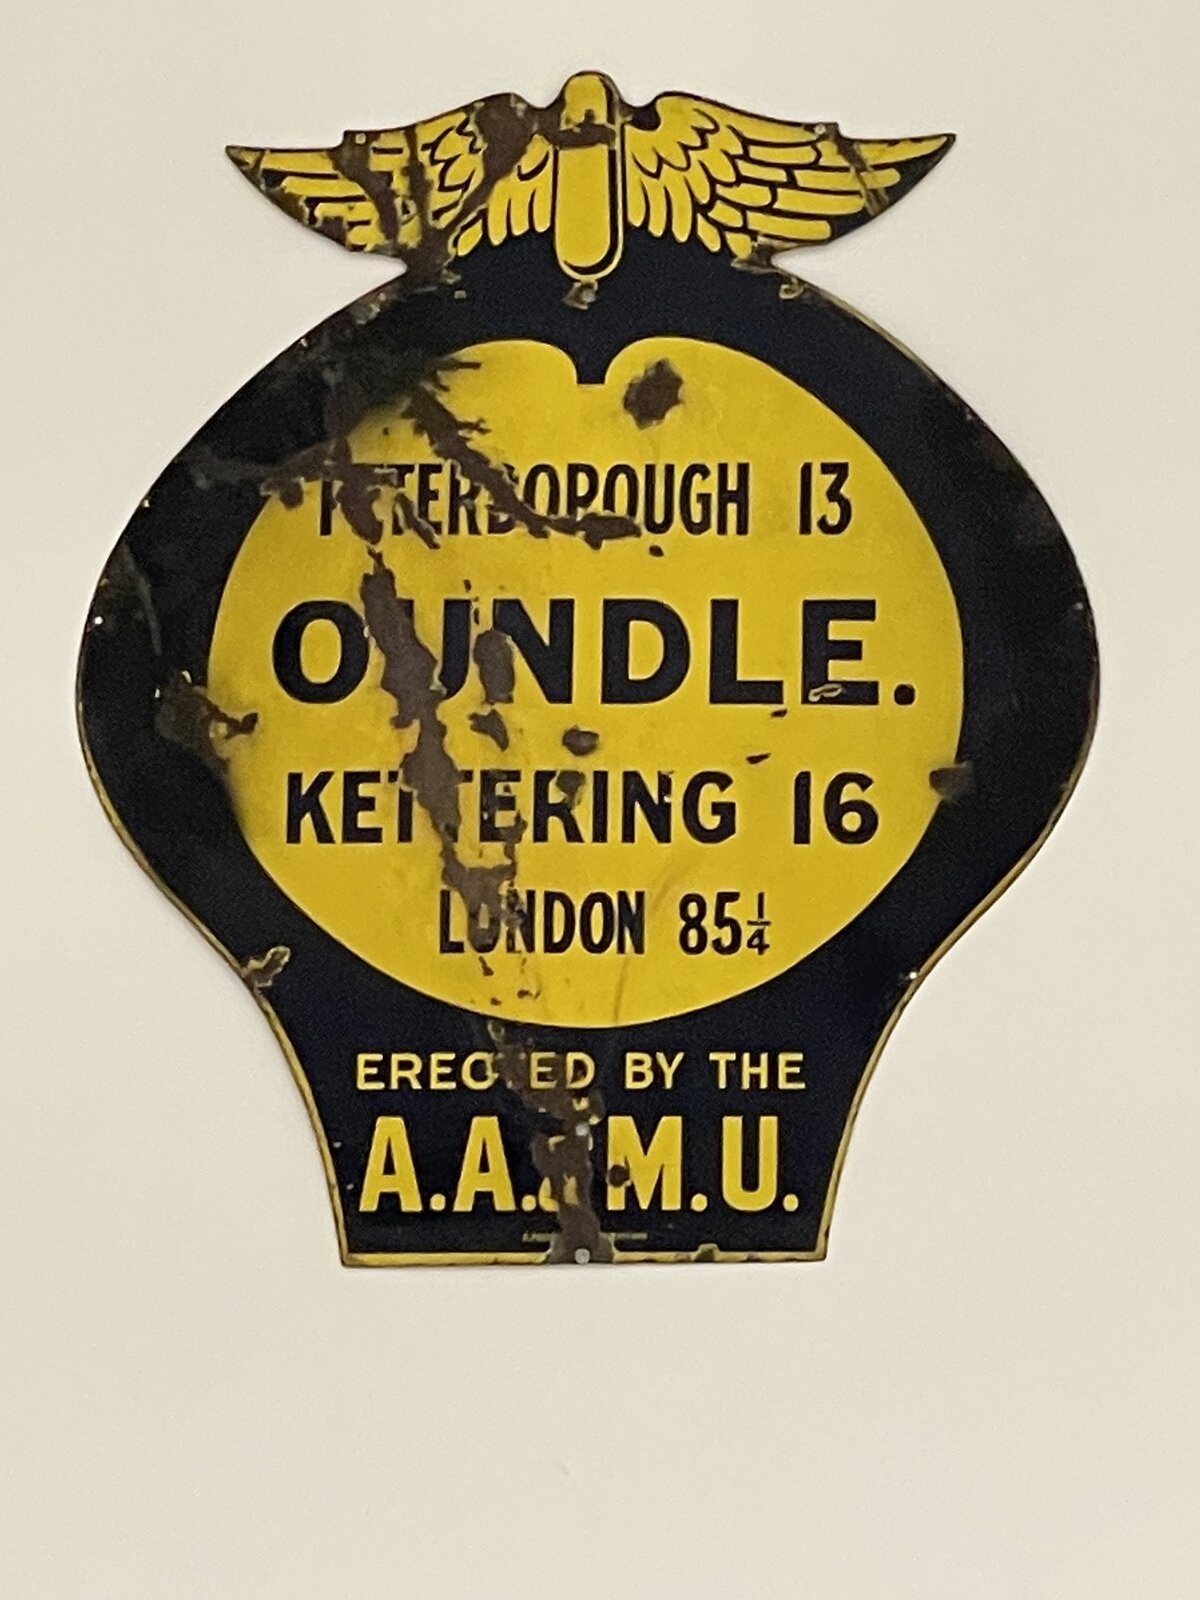 PETERBOROUGH 13
OUNDLE.
KETTERING 16
LONDON 85¼
ERECTED BY THE
A.A. & M.U.